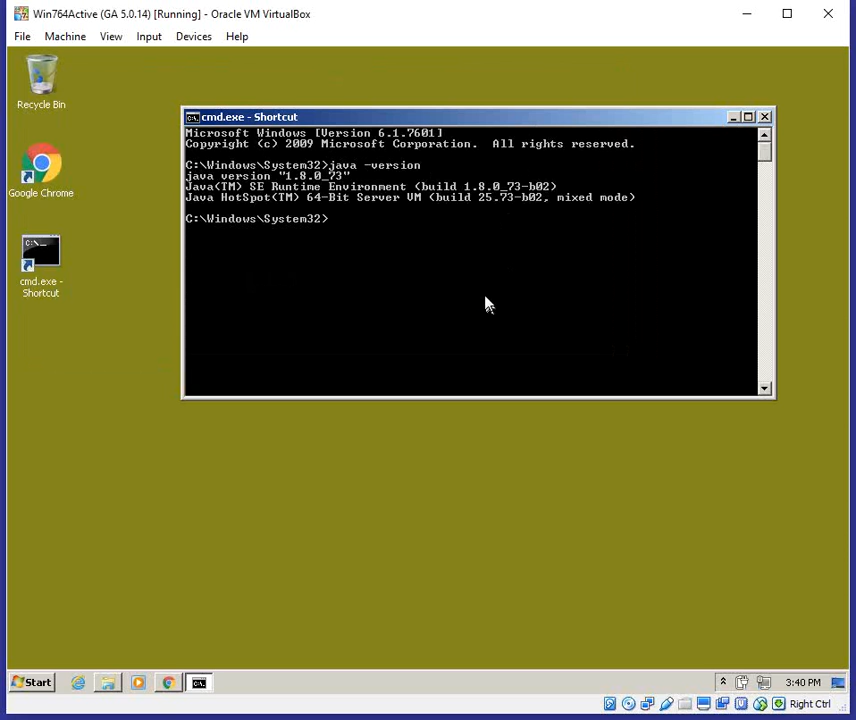 Win764Active (GA 5.0.14) [Running] - Oracle VM VirtualBox
File Machine View Input Devices Help
Recycle Bin
Google Chrome
cmd.exe -
Shortcut
cmd.exe - Shortcut
Microsoft Windows [Version 6.1.7601]
Copyright (c) 2009 Microsoft Corporation.  All rights reserved.
C:\Windows\System32>java -version
java version "1.8.0_73"
Java(TM) SE Runtime Environment (build 1.8.0_73-b02)
Java HotSpot(TM) 64-Bit Server VM (build 25.73-b02, mixed mode)
C:\Windows\System32>
Start
3:40 PM
Right Ctrl